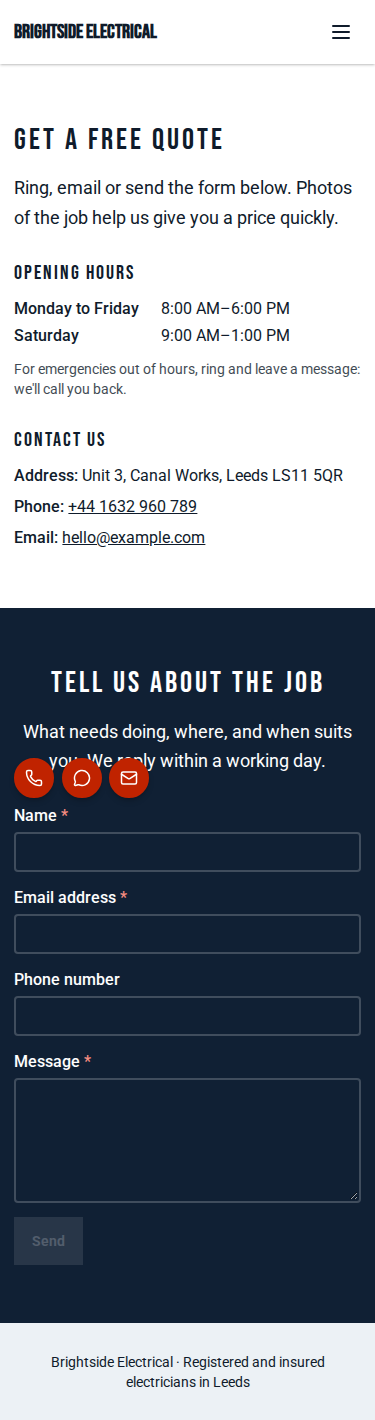 BRIGHTSIDE ELECTRICAL
GET A FREE QUOTE
Ring, email or send the form below. Photos
of the job help us give you a price quickly.
OPENING HOURS
Monday to Friday 8:00 AM–6:00 PM
Saturday 9:00 AM–1:00 PM
For emergencies out of hours, ring and leave a message:
we'll call you back.
CONTACT US
Address: Unit 3, Canal Works, Leeds LS11 5QR
Phone: +44 1632 960 789
Email: hello@example.com
TELL US ABOUT THE JOB
What needs doing, where, and when suits
you. We reply within a working day.
Name *
Email address *
Phone number
Message *
Send
Brightside Electrical · Registered and insured
electricians in Leeds